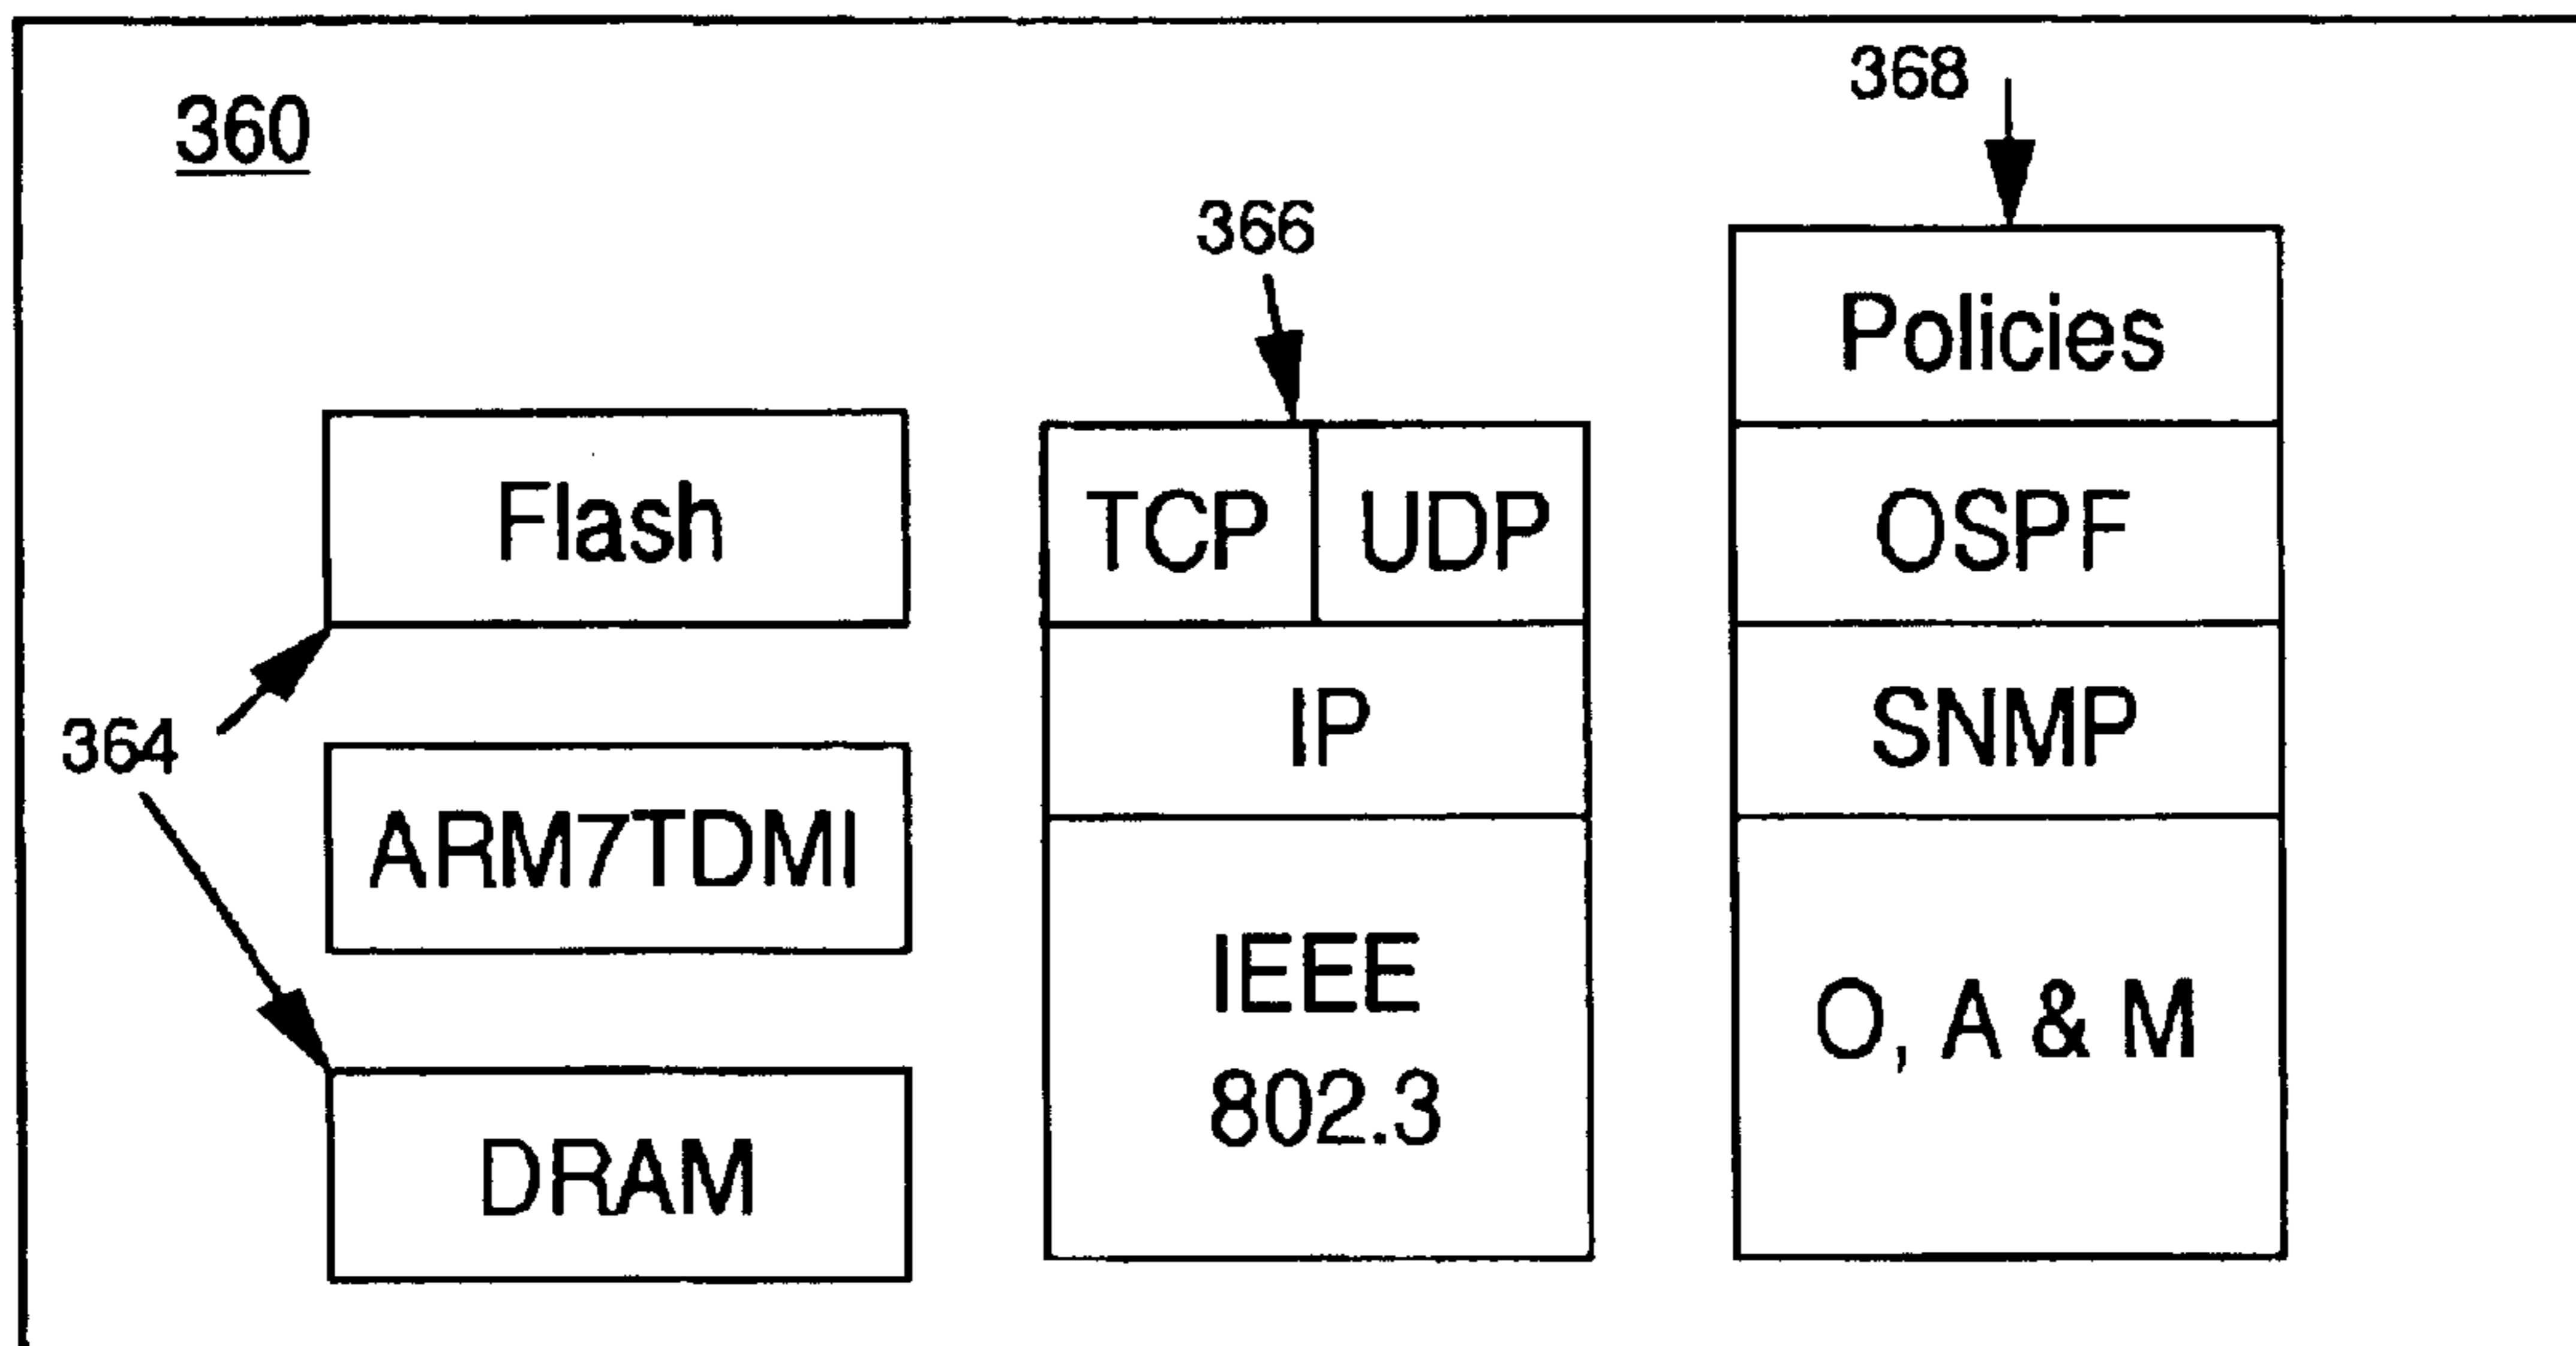 360
368
366
Policies
Flash
TCP UDP
OSPF
364
IP
SNMP
ARM7TDMI
IEEE
802.3
O, A & M
DRAM